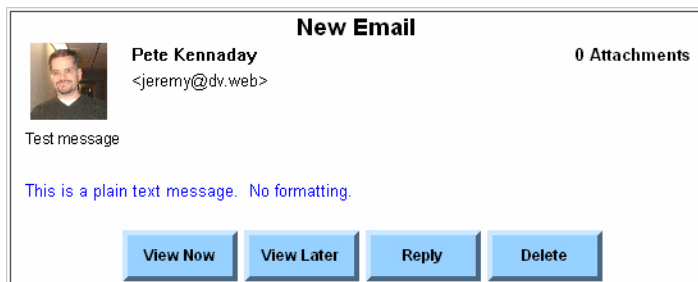 New Email
Pete Kennaday 0 Attachments
<jeremy@dv.web>
Test message
This is a plain text message.  No formatting.
View Now View Later Reply Delete